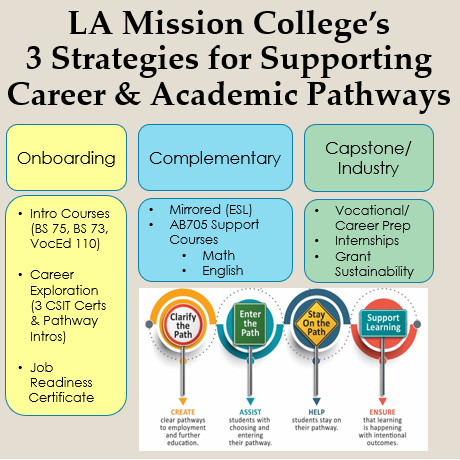 LA Mission College's
3 Strategies for Supporting
Career & Academic Pathways
Onboarding
• Intro Courses
(BS 75, BS 73,
VocEd 110)
• Career
Exploration
(3 CSIT Certs
& Pathway
Intros)
• Job
Readiness
Certificate
Complementary
• Mirrored (ESL)
• AB705 Support
Courses
• Math
• English
Capstone/
Industry
• Vocational/
Career Prep
• Internships
• Grant
Sustainability
Clarify
the
Path
CREATE
clear pathways
to employment
and further
education.
Enter
the
Path
ASSIST
students with
choosing and
entering
their pathway.
Stay
On the
Path
HELP
students stay on
their pathway.
Support
Learning
ENSURE
that learning is
happening with
intentional
outcomes.